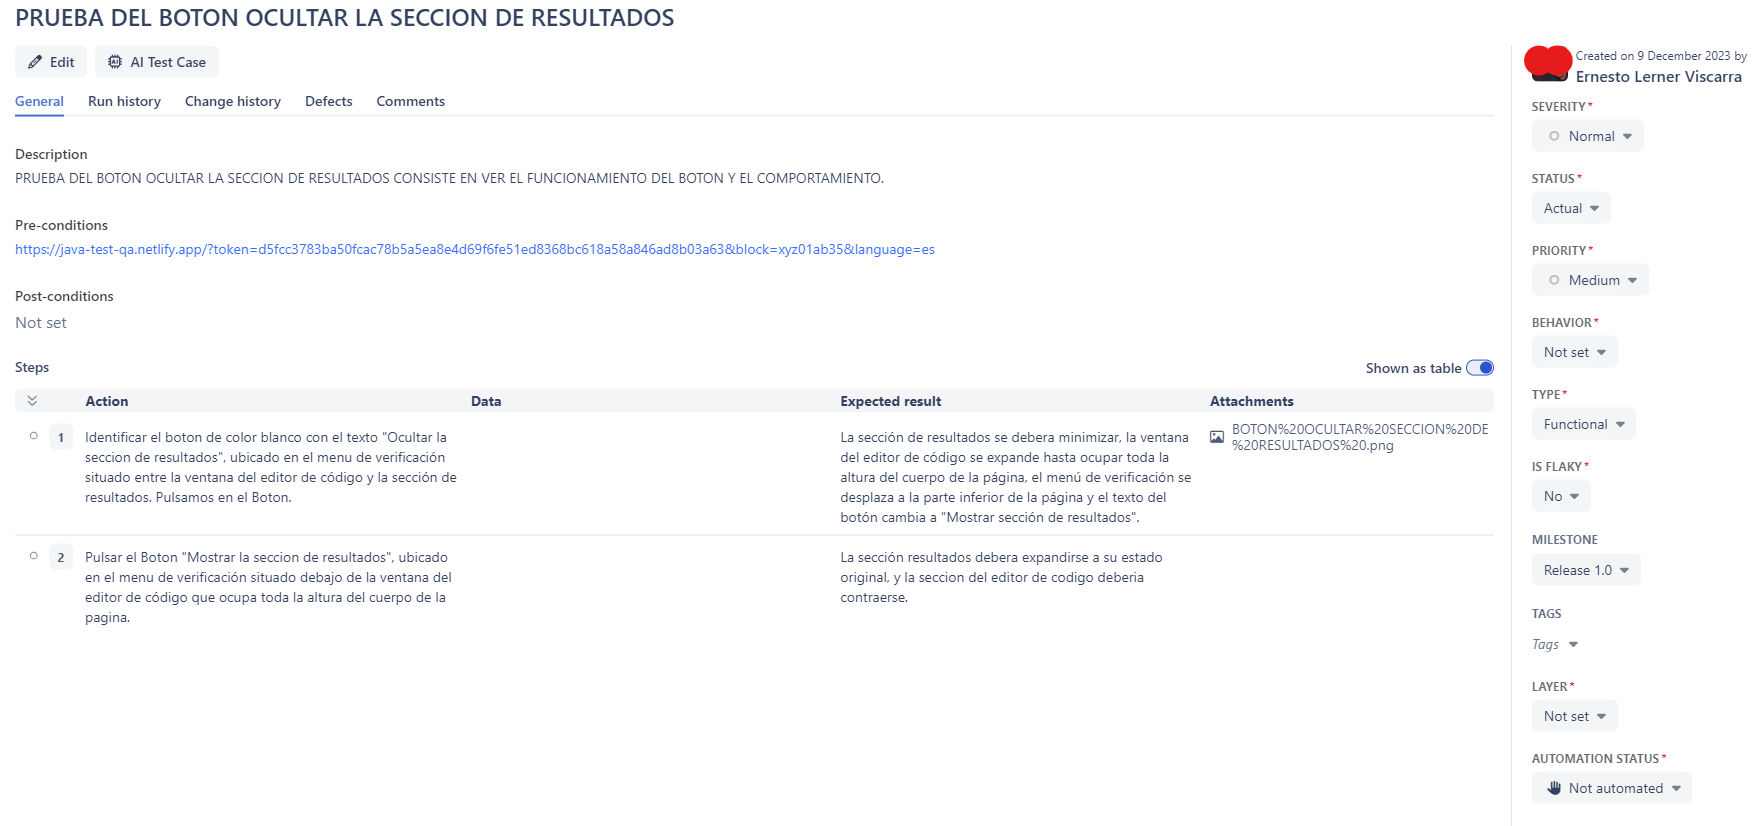 PRUEBA DEL BOTON OCULTAR LA SECCION DE RESULTADOS
Edit
AI Test Case
General
Run history
Change history
Defects
Comments
Description
PRUEBA DEL BOTON OCULTAR LA SECCION DE RESULTADOS CONSISTE EN VER EL FUNCIONAMIENTO DEL BOTON Y EL COMPORTAMIENTO.
Pre-conditions
https://java-test-qa.netlify.app/?token=d5fcc3783ba50fcac78b5a5ea8e4d69f6fe51ed8368bc618a58a846ad8b03a63&block=xyz01ab35&language=es
Post-conditions
Not set
Steps
Shown as table
Action
Data
Expected result
Attachments
1
Identificar el boton de color blanco con el texto "Ocultar la
seccion de resultados", ubicado en el menu de verificación
situado entre la ventana del editor de código y la sección de
resultados. Pulsamos en el Boton.
La sección de resultados se debera minimizar, la ventana
del editor de código se expande hasta ocupar toda la
altura del cuerpo de la página, el menú de verificación se
desplaza a la parte inferior de la página y el texto del
botón cambia a "Mostrar sección de resultados".
BOTON%20OCULTAR%20SECCION%20DE
%20RESULTADOS%20.png
2
Pulsar el Boton "Mostrar la seccion de resultados", ubicado
en el menu de verificación situado debajo de la ventana del
editor de código que ocupa toda la altura del cuerpo de la
pagina.
La sección resultados debera expandirse a su estado
original, y la seccion del editor de codigo deberia
contraerse.
Created on 9 December 2023 by
Ernesto Lerner Viscarra
SEVERITY*
Normal
STATUS*
Actual
PRIORITY*
Medium
BEHAVIOR*
Not set
TYPE*
Functional
IS FLAKY*
No
MILESTONE
Release 1.0
TAGS
Tags
LAYER*
Not set
AUTOMATION STATUS*
Not automated